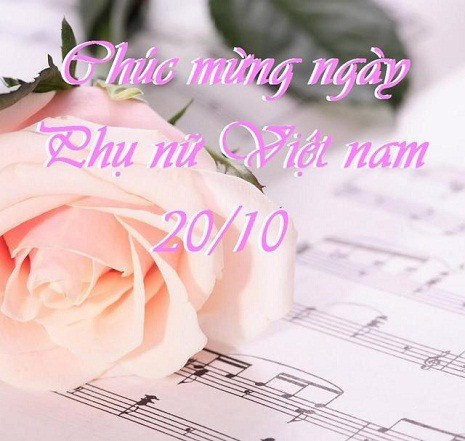 Chúc mừng ngày
Phụ nữ Việt nam
20/10